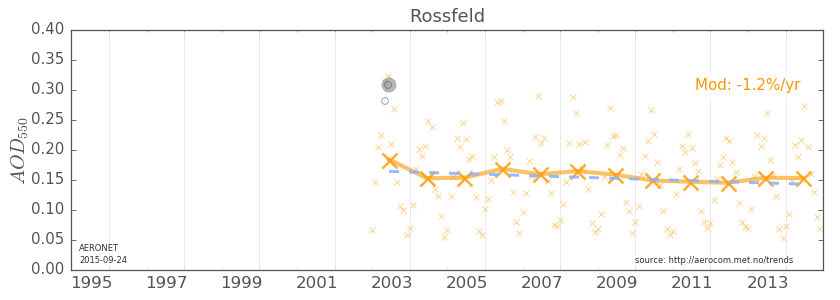 Rossfeld
0.40
0.35
0.30
0.25
0.20
0.15
0.10
0.05
0.00
AOD550
Mod: -1.2%/yr
AERONET
2015-09-24
source: http://aerocom.met.no/trends
1995 1997 1999 2001 2003 2005 2007 2009 2011 2013